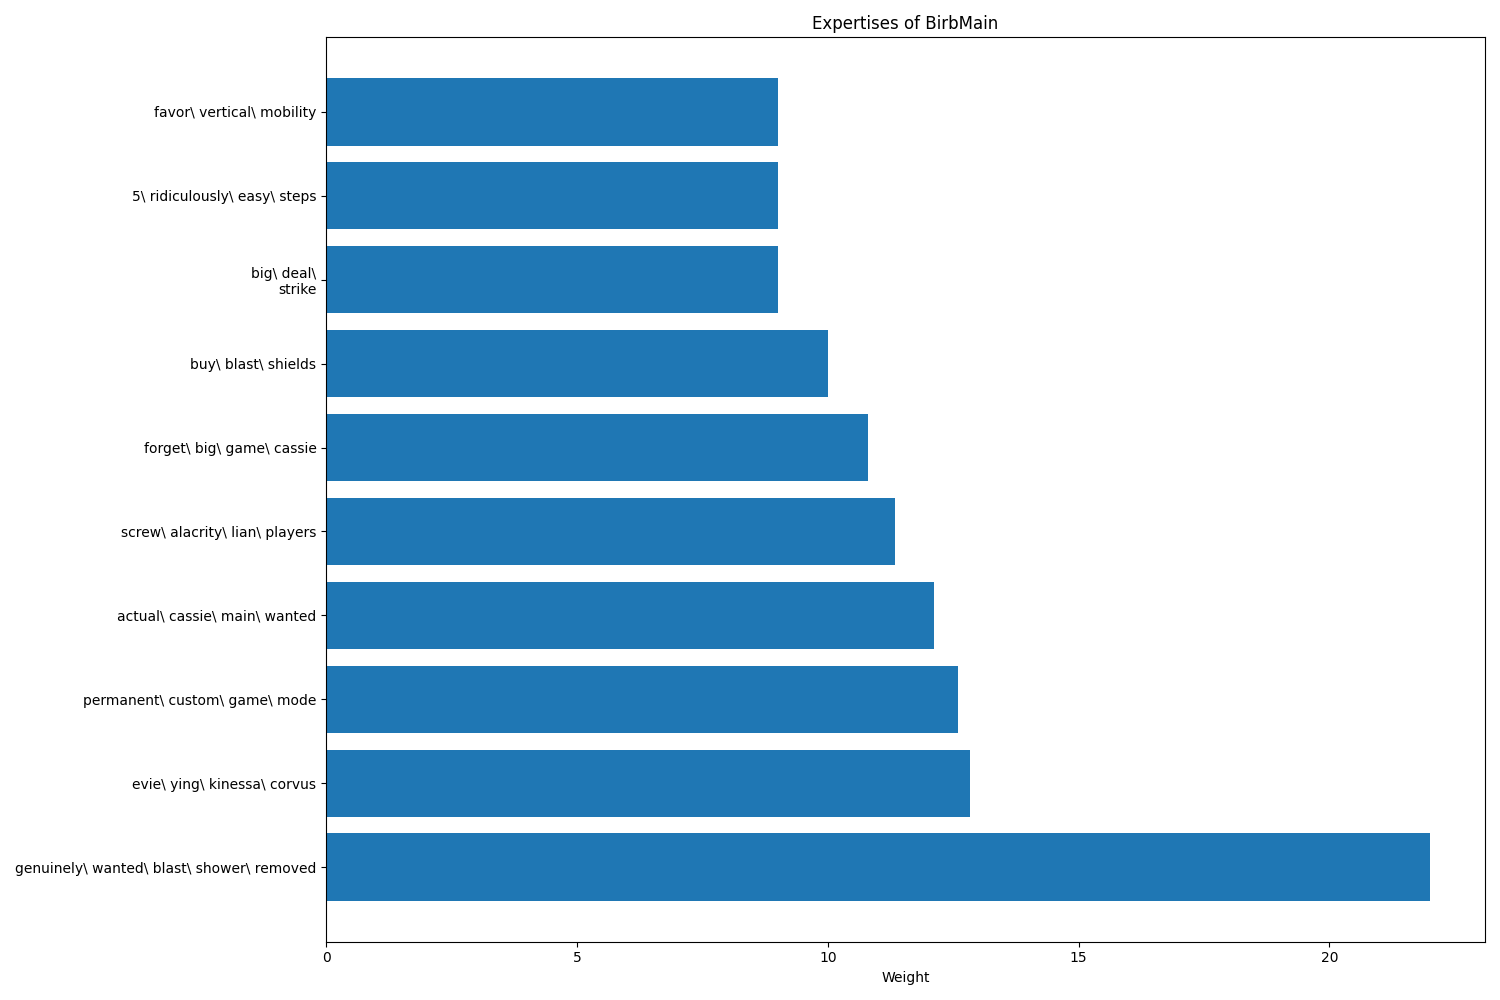 Expertises of BirbMain
favor\ vertical\ mobility
5\ ridiculously\ easy\ steps
big\ deal\
strike
buy\ blast\ shields
forget\ big\ game\ cassie
screw\ alacrity\ lian\ players
actual\ cassie\ main\ wanted
permanent\ custom\ game\ mode
evie\ ying\ kinessa\ corvus
genuinely\ wanted\ blast\ shower\ removed
0 5 10 15 20
Weight